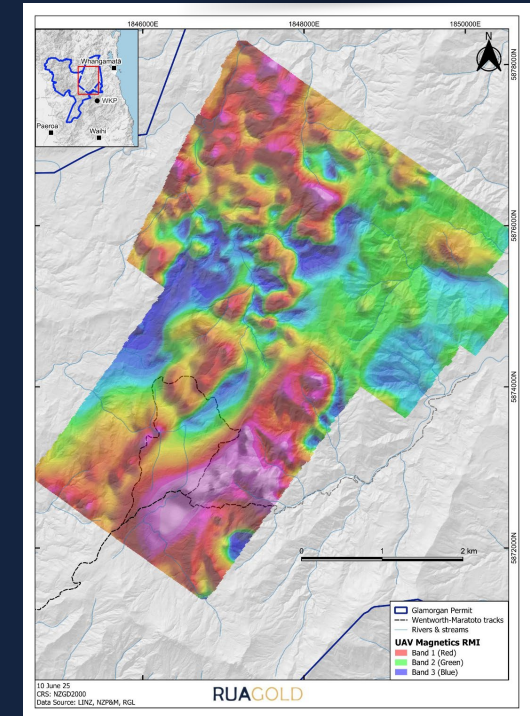 1846000E
1848000E
1850000E
N
Whangamatā
WKP
Paeroa
Waihi
5878000N
5876000N
5874000N
5872000N
0 1 2 km
Glamorgan Permit
Wentworth-Maratoto tracks
Rivers & streams
UAV Magnetics RMI
Band 1 (Red)
Band 2 (Green)
Band 3 (Blue)
10 June 25
CRS: NZGD2000
Data Source: LINZ, NZP&M, RGL
RUAGOLD